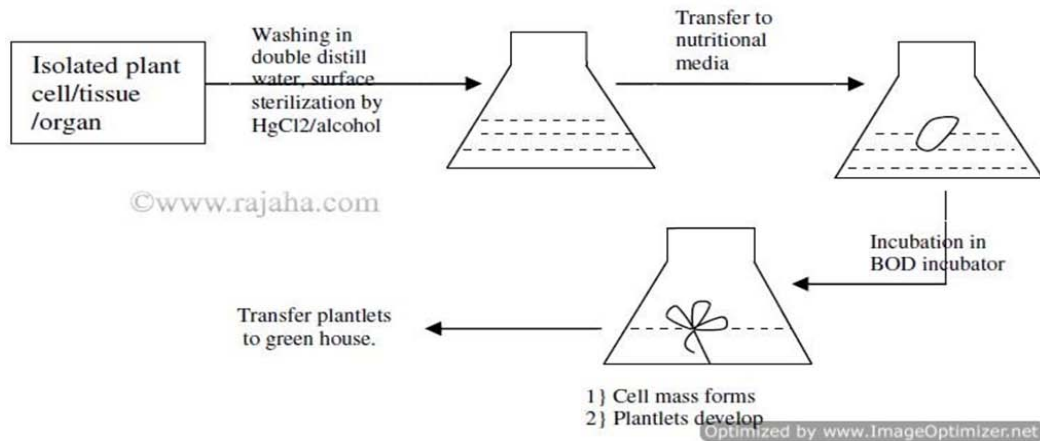 Isolated plant
cell/tissue
/organ
Washing in
double distill
water, surface
sterilization by
HgCl2/alcohol
Transfer to
nutritional
media
©www.rajaha.com
Incubation in
BOD incubator
Transfer plantlets
to green house.
1} Cell mass forms
2} Plantlets develop
Optimized by www.ImageOptimizer.net